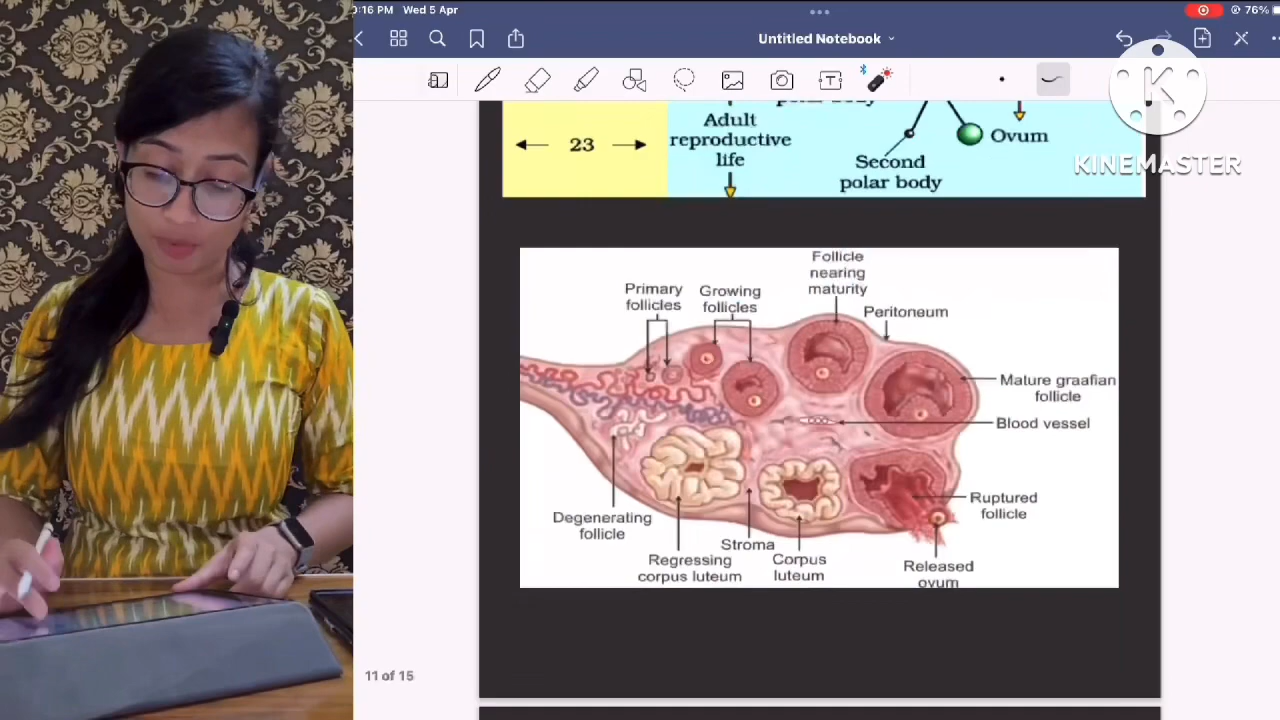 :16 PM Wed 5 Apr
76%
Untitled Notebook
K
KINEMASTER
23
Adult
reproductive
life
Second
polar body
Ovum
Follicle
nearing
maturity
Primary
follicles
Growing
follicles
Peritoneum
Mature graafian
follicle
Blood vessel
Ruptured
follicle
Degenerating
follicle
Stroma
Regressing
corpus luteum
Corpus
luteum
Released
ovum
11 of 15